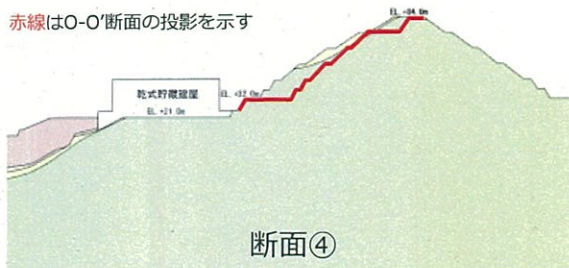 赤線はO-O’断面の投影を示す
EL.+84.0m
乾式貯蔵建屋
EL.+32.0m
EL.+21.0m
断面④